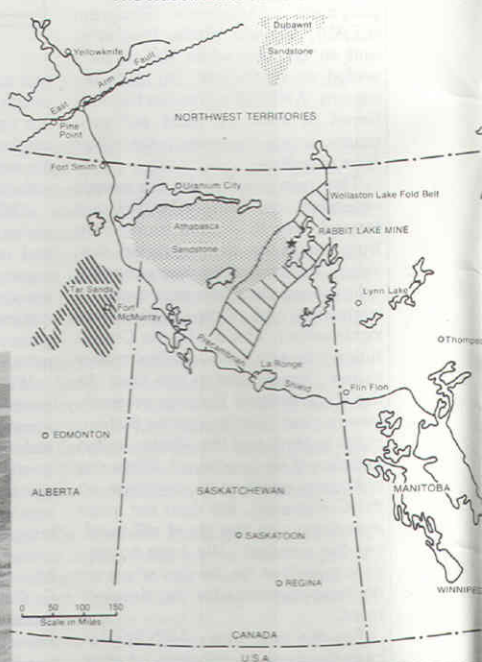 Dubawnt
Sandstone
Yellowknife
East Arm Fault
Pine
Point
NORTHWEST TERRITORIES
Fort Smith
Uranium City
Wollaston Lake Fold Belt
Athabasca
Sandstone
RABBIT LAKE MINE
Tar Sands
Fort
McMurray
Lynn Lake
Precambrian Shield
La Ronge
Flin Flon
Thomps
EDMONTON
ALBERTA
SASKATCHEWAN
MANITOBA
SASKATOON
REGINA
WINNIPEG
0 50 100 150
Scale in Miles
CANADA
U.S.A